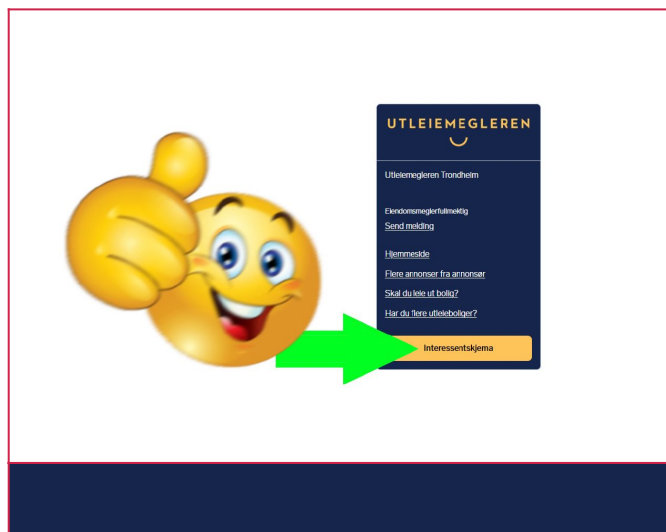 UTLEIEMEGLEREN
Utleiemegleren Trondheim
Eiendomsmeglerfullmektig
Send melding
Hjemmeside
Flere annonser fra annonsør
Skal du leie ut bolig?
Har du flere utleieboliger?
Interessentskjema